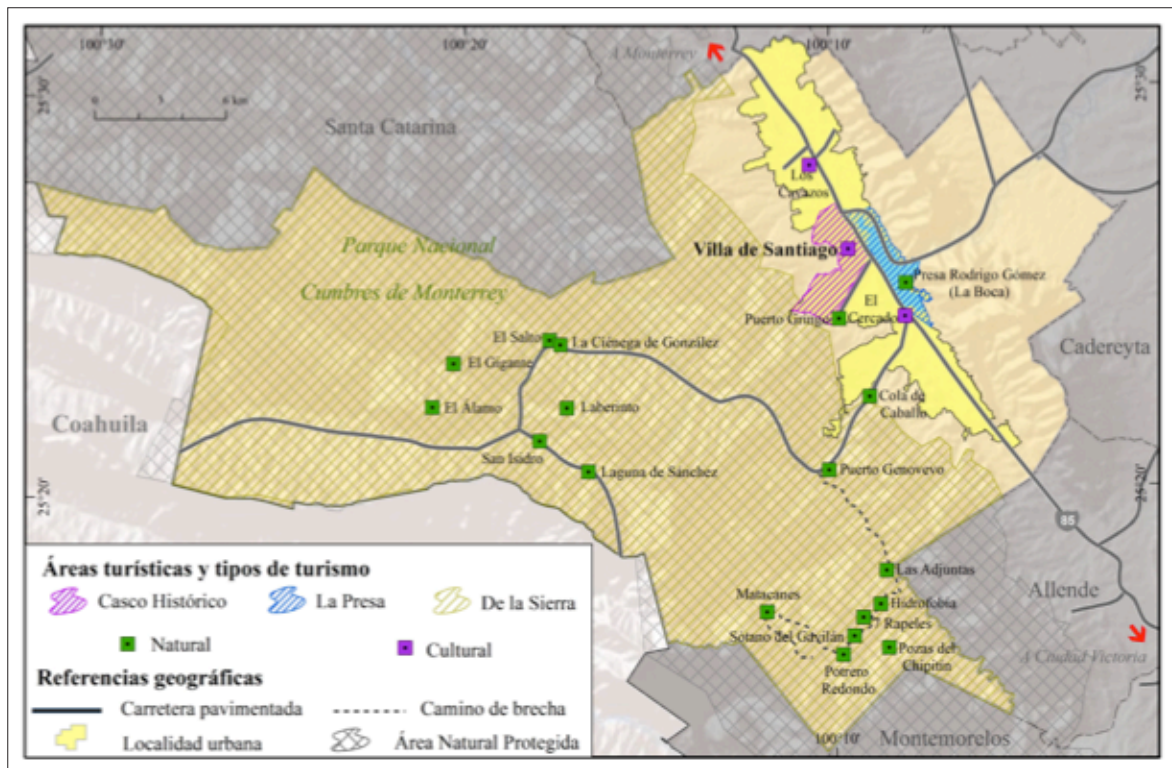 100°30'
100°20'
100°10'
A Monterrey
25°30'
25°30'
0 3 6 km
Santa Catarina
Los
Cavazos
Parque Nacional
Cumbres de Monterrey
Villa de Santiago
Presa Rodrigo Gómez
(La Boca)
El
Cercado
Puerto Gringo
El Salto
La Ciénega de González
Cadereyta
El Gigante
Cola de
Caballo
El Álamo
Laberinto
Coahuila
San Isidro
Laguna de Sánchez
Puerto Genovevo
25°20'
25°20'
85
Las Adjuntas
Allende
Matacanes
Hidrofobia
7 Rapeles
Sotano del Gavilán
Pozas del
Chipitín
Potrero
Redondo
A Ciudad Victoria
100°10'
Montemorelos
Áreas turísticas y tipos de turismo
Casco Histórico
La Presa
De la Sierra
Natural
Cultural
Referencias geográficas
Carretera pavimentada
Camino de brecha
Localidad urbana
Área Natural Protegida